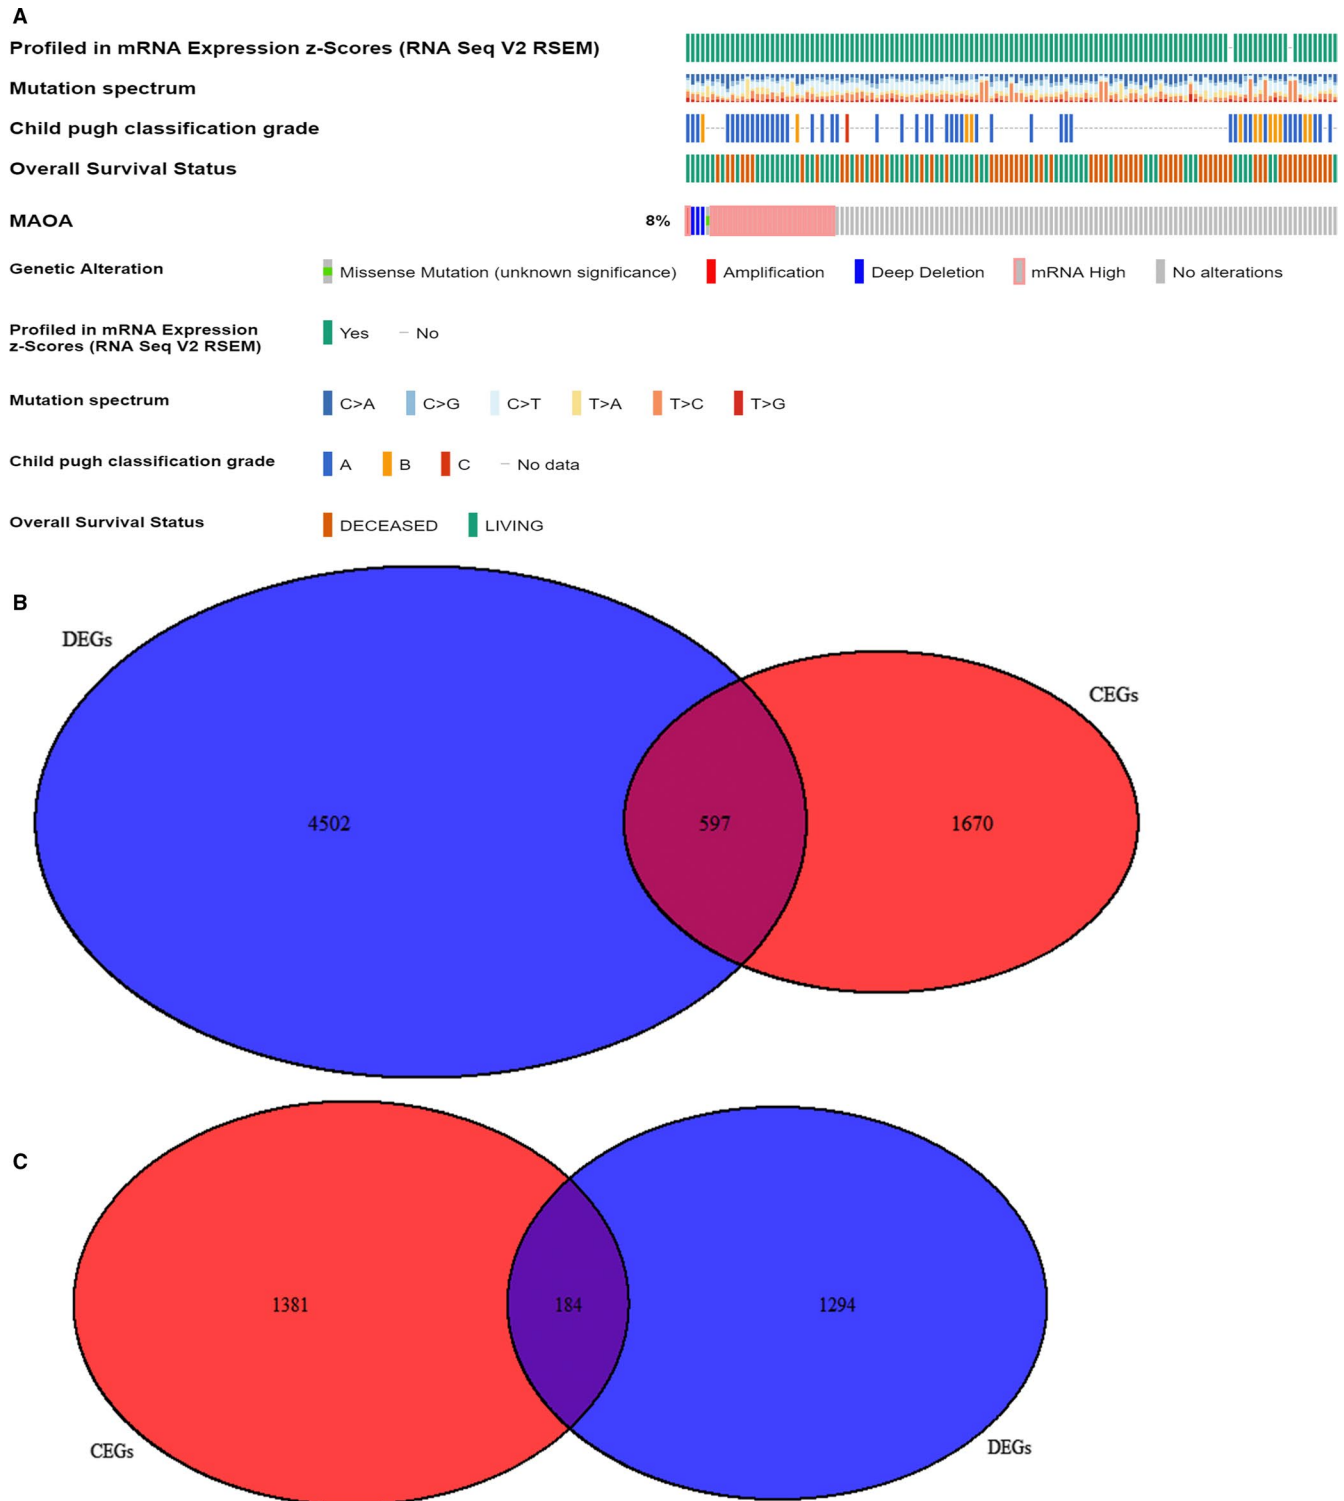 A
Profiled in mRNA Expression z-Scores (RNA Seq V2 RSEM)
Mutation spectrum
Child pugh classification grade
Overall Survival Status
MAOA 8%
Genetic Alteration Missense Mutation (unknown significance) Amplification Deep Deletion mRNA High No alterations
Profiled in mRNA Expression
z-Scores (RNA Seq V2 RSEM) Yes No
Mutation spectrum C>A C>G C>T T>A T>C T>G
Child pugh classification grade A B C No data
Overall Survival Status DECEASED LIVING
B
DEGs
CEGs
4502 597 1670
C
1381 184 1294
CEGs DEGs